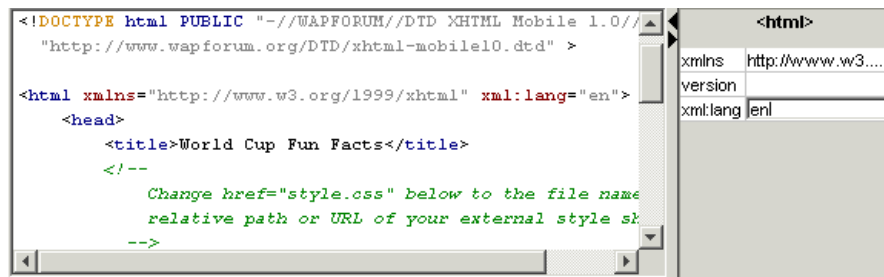 <!DOCTYPE html PUBLIC "-//WAPFORUM//DTD XHTML Mobile 1.0//
"http://www.wapforum.org/DTD/xhtml-mobile10.dtd" >
<html xmlns="http://www.w3.org/1999/xhtml" xml:lang="en">
<head>
<title>World Cup Fun Facts</title>
<!--
Change href="style.css" below to the file name
relative path or URL of your external style sh
-->
<html>
xmlns http://www.w3....
version
xml:lang en